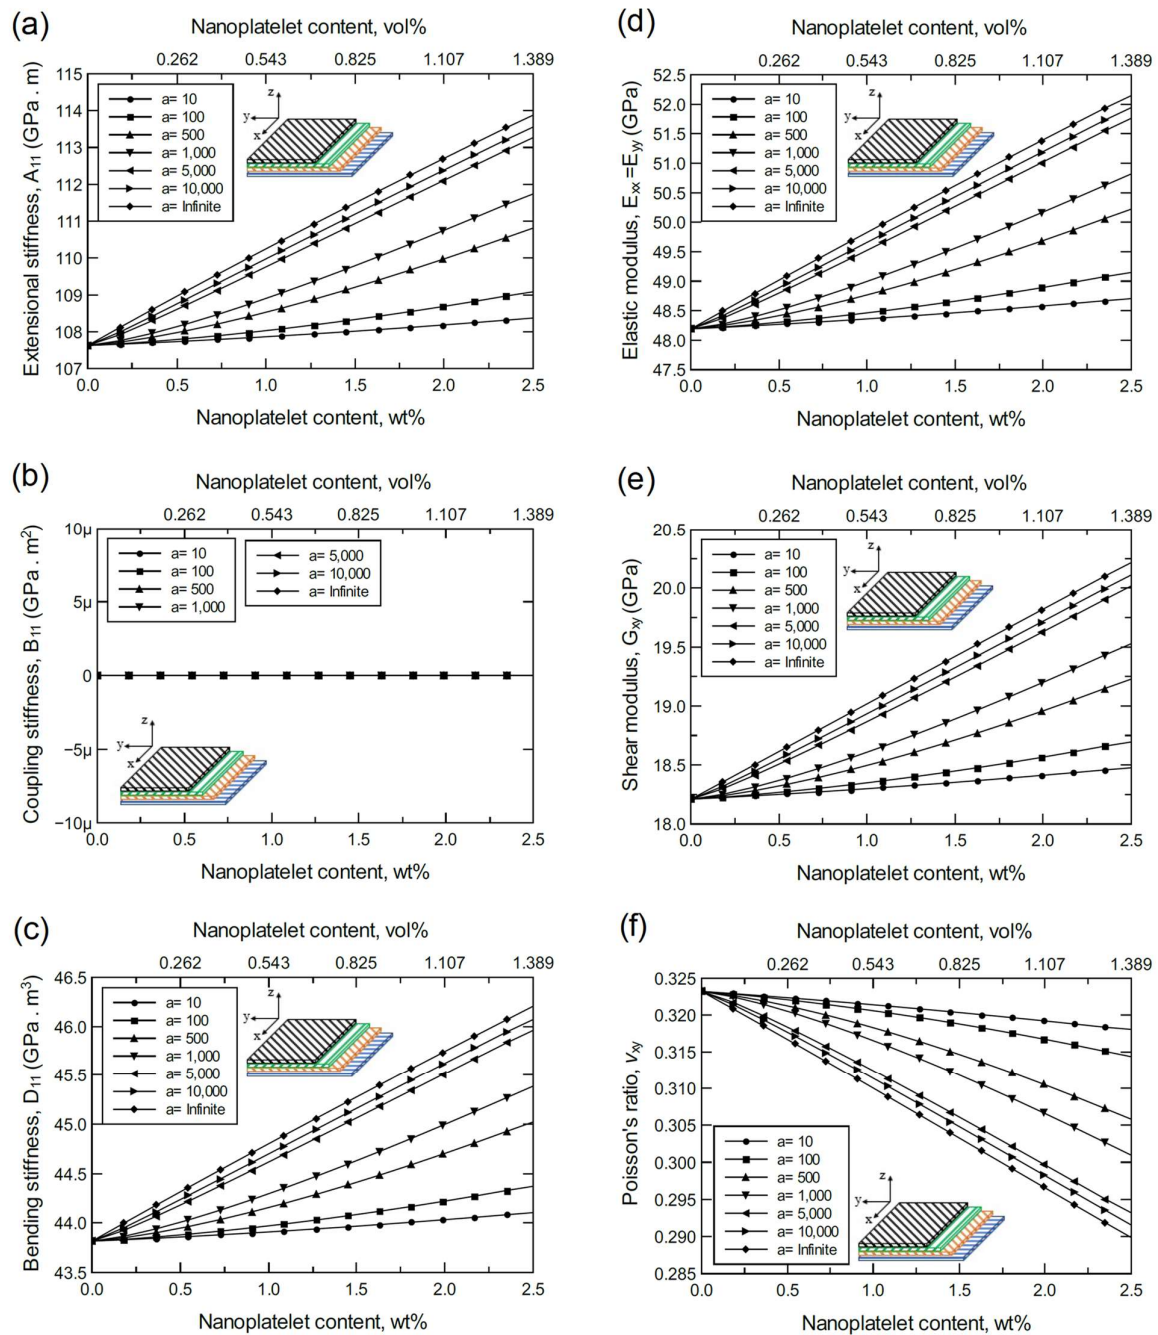 (a)
Nanoplatelet content, vol%
0.262 0.543 0.825 1.107 1.389
Extensional stiffness, A11 (GPa . m)
115
114
113
112
111
110
109
108
107
a= 10
a= 100
a= 500
a= 1,000
a= 5,000
a= 10,000
a= Infinite
z
y
x
0.0 0.5 1.0 1.5 2.0 2.5
Nanoplatelet content, wt%
(b)
Nanoplatelet content, vol%
0.262 0.543 0.825 1.107 1.389
Coupling stiffness, B11 (GPa . m2)
10μ
5μ
0
−5μ
−10μ
a= 10
a= 100
a= 500
a= 1,000
a= 5,000
a= 10,000
a= Infinite
z
y
x
0.0 0.5 1.0 1.5 2.0 2.5
Nanoplatelet content, wt%
(c)
Nanoplatelet content, vol%
0.262 0.543 0.825 1.107 1.389
Bending stiffness, D11 (GPa . m3)
46.5
46.0
45.5
45.0
44.5
44.0
43.5
a= 10
a= 100
a= 500
a= 1,000
a= 5,000
a= 10,000
a= Infinite
z
y
x
0.0 0.5 1.0 1.5 2.0 2.5
Nanoplatelet content, wt%
(d)
Nanoplatelet content, vol%
0.262 0.543 0.825 1.107 1.389
Elastic modulus, Exx =Eyy (GPa)
52.5
52.0
51.5
51.0
50.5
50.0
49.5
49.0
48.5
48.0
47.5
a= 10
a= 100
a= 500
a= 1,000
a= 5,000
a= 10,000
a= Infinite
z
y
x
0.0 0.5 1.0 1.5 2.0 2.5
Nanoplatelet content, wt%
(e)
Nanoplatelet content, vol%
0.262 0.543 0.825 1.107 1.389
Shear modulus, Gxy (GPa)
20.5
20.0
19.5
19.0
18.5
18.0
a= 10
a= 100
a= 500
a= 1,000
a= 5,000
a= 10,000
a= Infinite
z
y
x
0.0 0.5 1.0 1.5 2.0 2.5
Nanoplatelet content, wt%
(f)
Nanoplatelet content, vol%
0.262 0.543 0.825 1.107 1.389
Poisson's ratio, νxy
0.325
0.320
0.315
0.310
0.305
0.300
0.295
0.290
0.285
a= 10
a= 100
a= 500
a= 1,000
a= 5,000
a= 10,000
a= Infinite
z
y
x
0.0 0.5 1.0 1.5 2.0 2.5
Nanoplatelet content, wt%